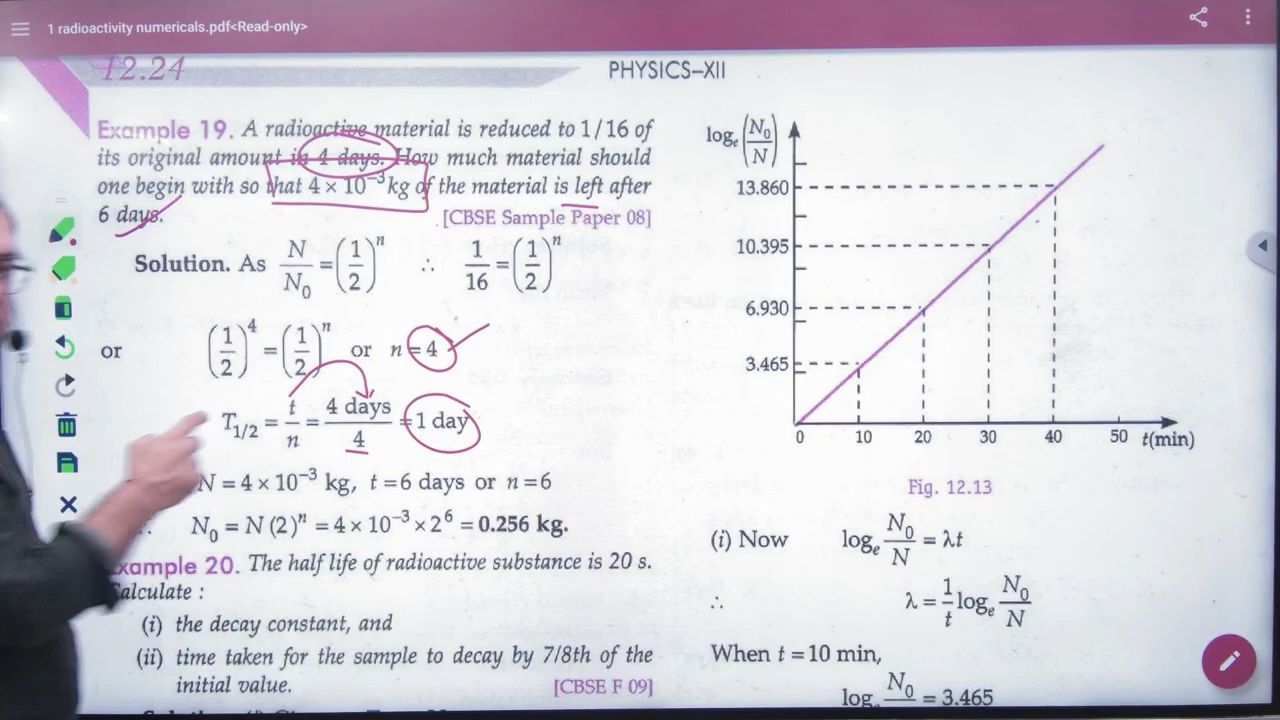 1 radioactivity numericals.pdf<Read-only>
12.24
PHYSICS–XII
Example 19. A radioactive material is reduced to 1/16 of
its original amount in 4 days. How much material should
one begin with so that 4 × 10⁻³ kg of the material is left after
6 days.
[CBSE Sample Paper 08]
Solution. As N/N₀ = (1/2)ⁿ ∴ 1/16 = (1/2)ⁿ
or (1/2)⁴ = (1/2)ⁿ or n = 4
T₁/₂ = t/n = 4 days/4 = 1 day
N = 4 × 10⁻³ kg, t = 6 days or n = 6
∴ N₀ = N (2)ⁿ = 4 × 10⁻³ × 2⁶ = 0.256 kg.
Example 20. The half life of radioactive substance is 20 s.
Calculate :
(i) the decay constant, and
(ii) time taken for the sample to decay by 7/8th of the
initial value.
[CBSE F 09]
logₑ(N₀/N)
13.860
10.395
6.930
3.465
0 10 20 30 40 50 t(min)
Fig. 12.13
(i) Now logₑ N₀/N = λt
∴ λ = 1/t logₑ N₀/N
When t = 10 min,
logₑ N₀/N = 3.465